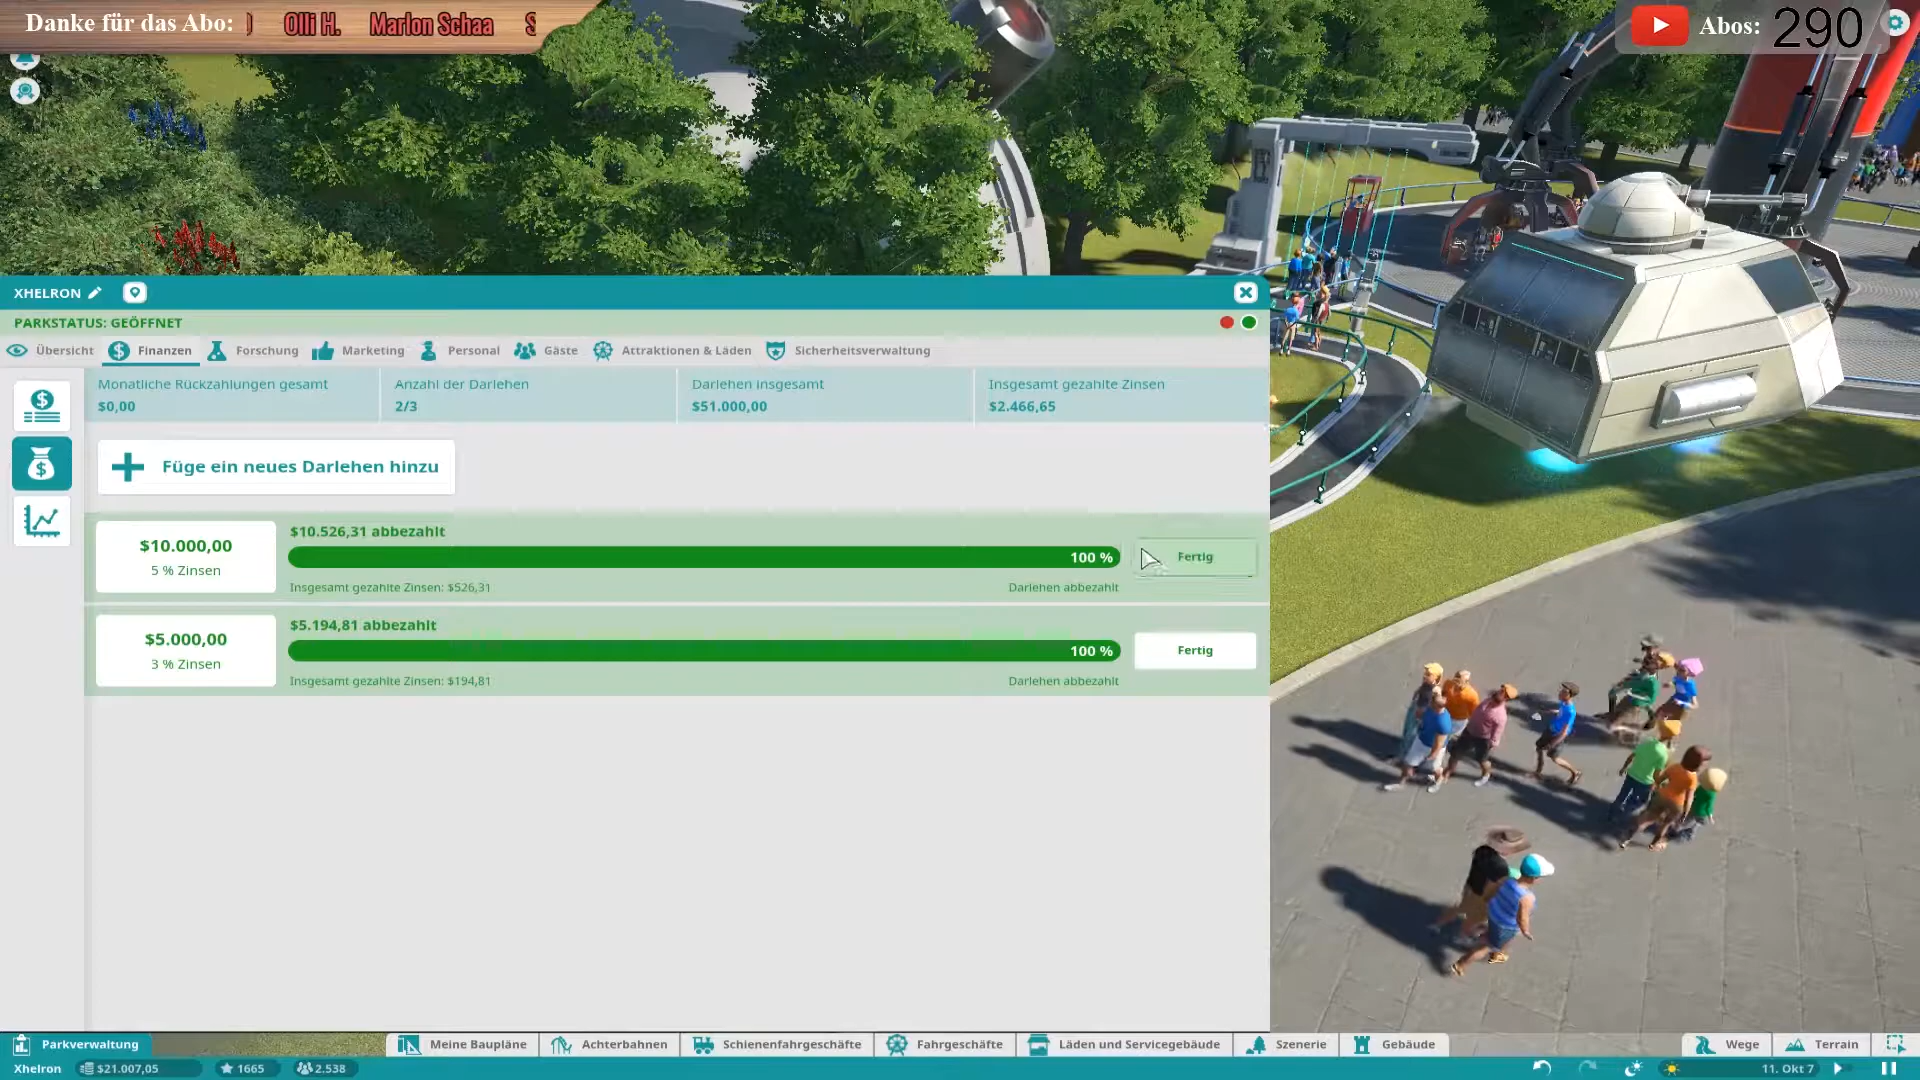 Danke für das Abo: Olli H. Marlon Schaa S
Abos: 290
XHELRON
PARKSTATUS: GEÖFFNET
Übersicht Finanzen Forschung Marketing Personal Gäste Attraktionen & Läden Sicherheitsverwaltung
Monatliche Rückzahlungen gesamt Anzahl der Darlehen Darlehen insgesamt Insgesamt gezahlte Zinsen
$0,00 2/3 $51.000,00 $2.466,65
Füge ein neues Darlehen hinzu
$10.526,31 abbezahlt
$10.000,00
100 % Fertig
5 % Zinsen
Insgesamt gezahlte Zinsen: $526,31 Darlehen abbezahlt
$5.194,81 abbezahlt
$5.000,00
100 % Fertig
3 % Zinsen
Insgesamt gezahlte Zinsen: $194,81 Darlehen abbezahlt
Parkverwaltung Meine Baupläne Achterbahnen Schienenfahrgeschäfte Fahrgeschäfte Läden und Servicegebäude Szenerie Gebäude Wege Terrain
Xhelron $21.007,05 1665 2.538 11. Okt 7